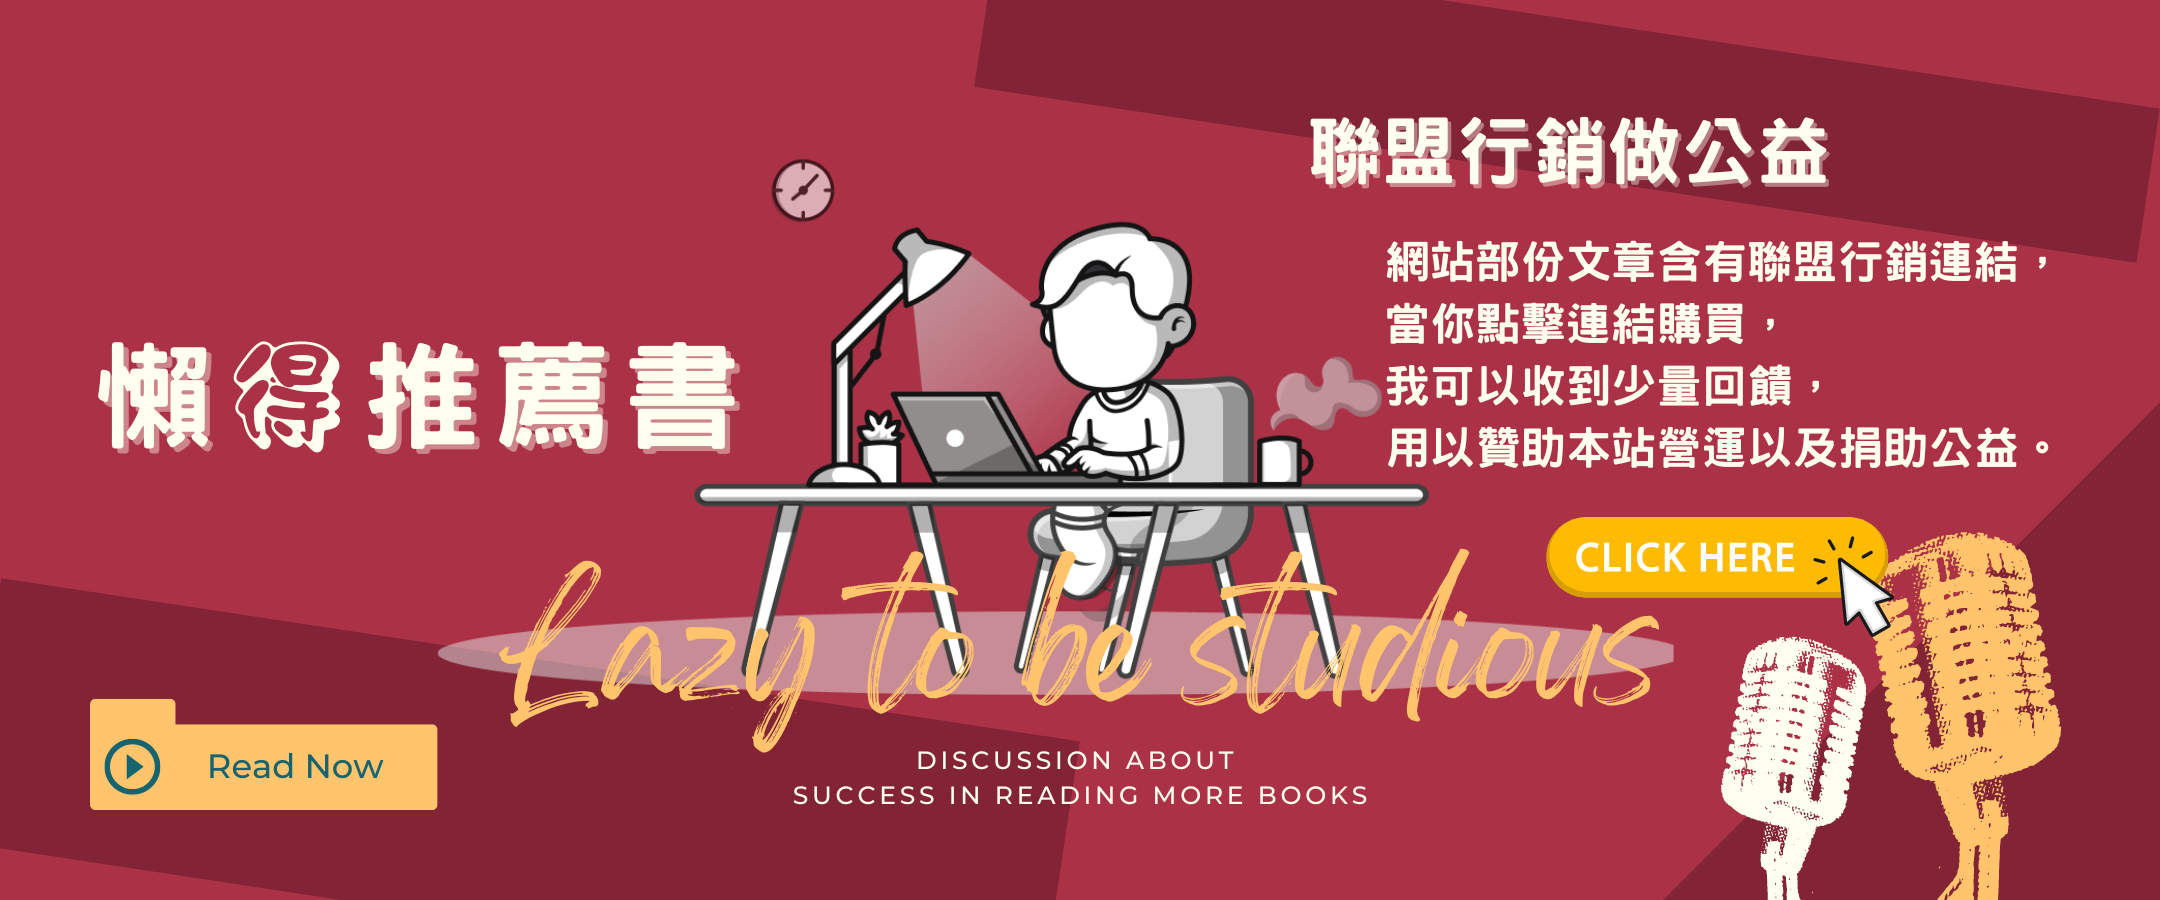 聯盟行銷做公益
網站部份文章含有聯盟行銷連結，
當你點擊連結購買，
我可以收到少量回饋，
用以贊助本站營運以及捐助公益。
懶得推薦書
CLICK HERE
Lazy to be studious
Read Now
DISCUSSION ABOUT
SUCCESS IN READING MORE BOOKS